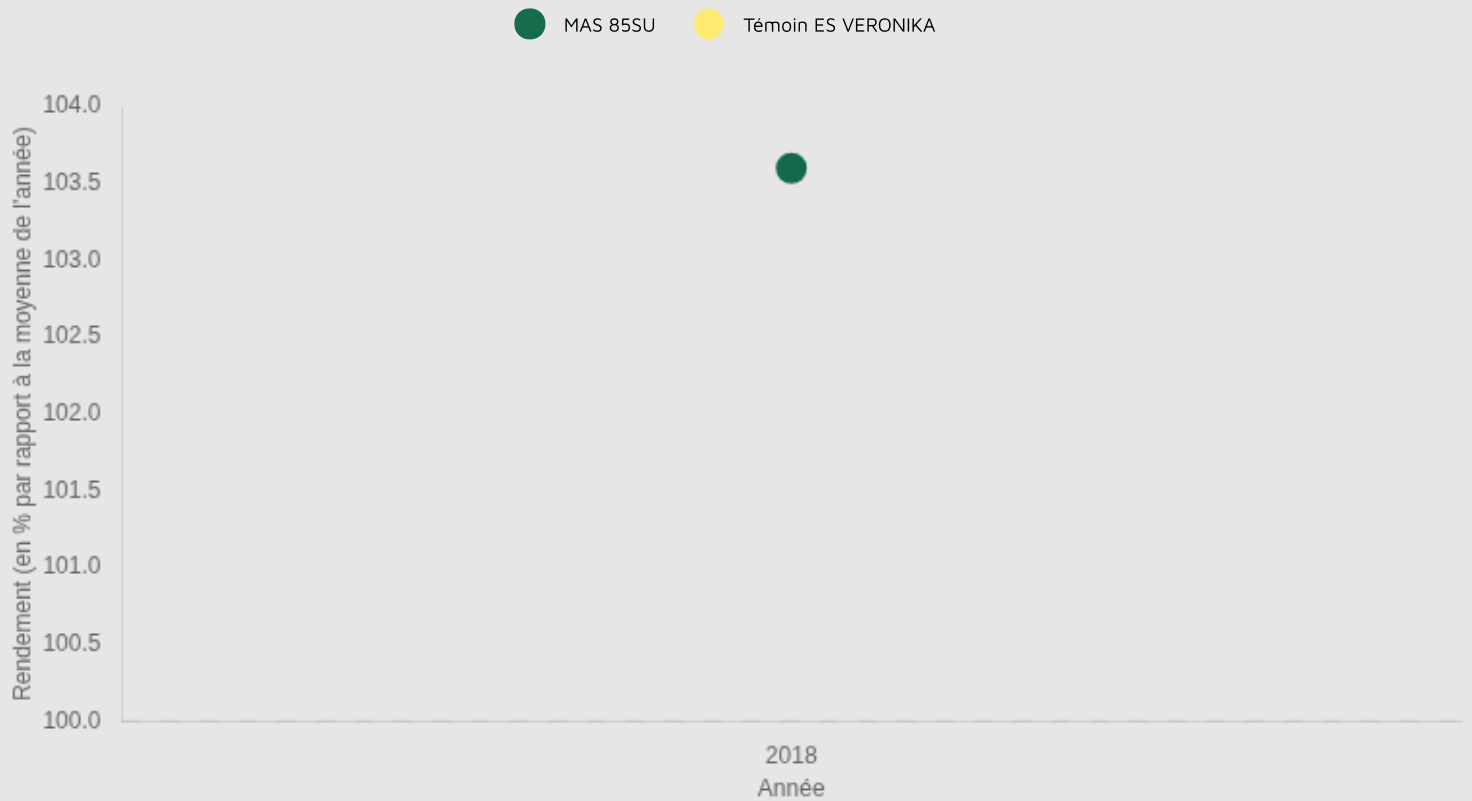 MAS 85SU
Témoin ES VERONIKA
Rendement (en % par rapport à la moyenne de l'année)
104.0
103.5
103.0
102.5
102.0
101.5
101.0
100.5
100.0
2018
Année